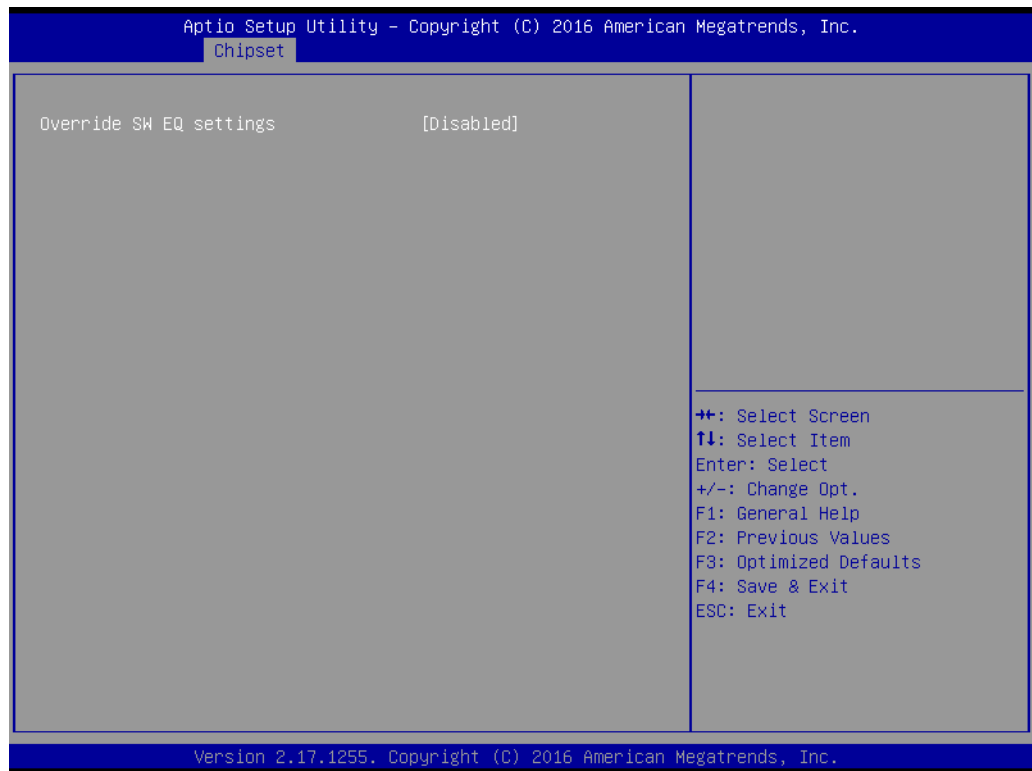 Aptio Setup Utility – Copyright (C) 2016 American Megatrends, Inc.
Chipset
Override SW EQ settings [Disabled]
→←: Select Screen
↑↓: Select Item
Enter: Select
+/-: Change Opt.
F1: General Help
F2: Previous Values
F3: Optimized Defaults
F4: Save & Exit
ESC: Exit
Version 2.17.1255. Copyright (C) 2016 American Megatrends, Inc.